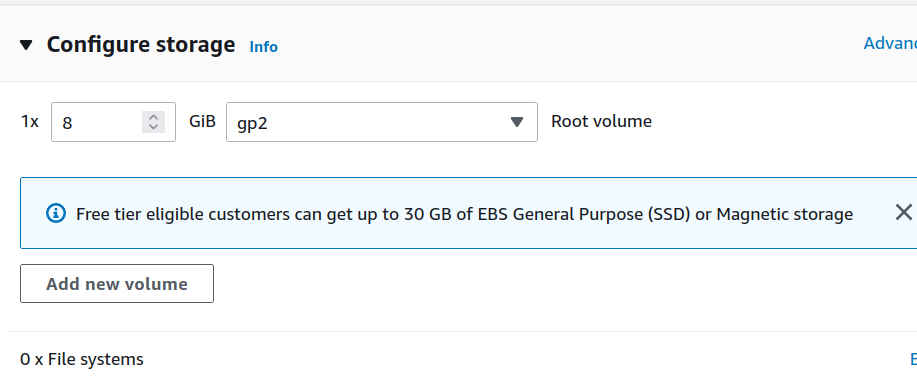 Configure storage Info
1x 8 GiB gp2 Root volume
Free tier eligible customers can get up to 30 GB of EBS General Purpose (SSD) or Magnetic storage
Add new volume
0 x File systems